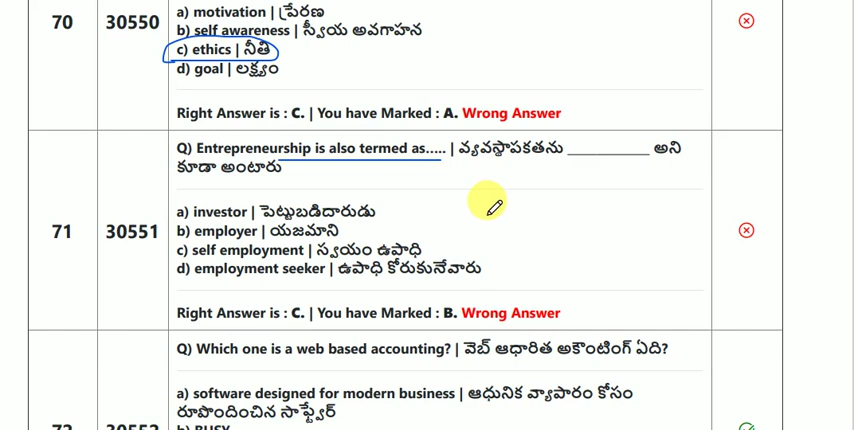 70
30550
a) motivation | ప్రేరణ
b) self awareness | స్వీయ అవగాహన
c) ethics | నీతి
d) goal | లక్ష్యం
Right Answer is : C. | You have Marked : A. Wrong Answer
71
30551
Q) Entrepreneurship is also termed as..... | వ్యవస్థాపకతను ___________ అని
కూడా అంటారు
a) investor | పెట్టుబడిదారుడు
b) employer | యజమాని
c) self employment | స్వయం ఉపాధి
d) employment seeker | ఉపాధి కోరుకునేవారు
Right Answer is : C. | You have Marked : B. Wrong Answer
Q) Which one is a web based accounting? | వెబ్ ఆధారిత అకౌంటింగ్ ఏది?
a) software designed for modern business | ఆధునిక వ్యాపారం కోసం
రూపొందించిన సాఫ్ట్వేర్
72
30552
b) BUSY